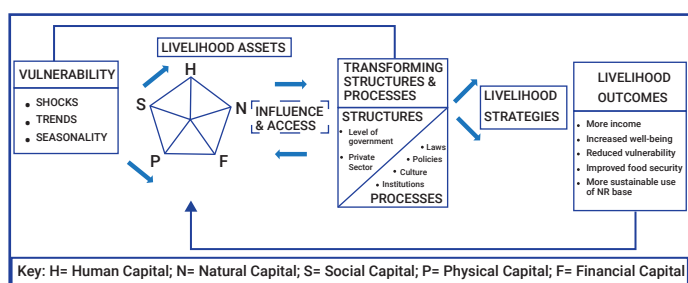 LIVELIHOOD ASSETS
VULNERABILITY
SHOCKS
TRENDS
SEASONALITY
H
S
N
P
F
INFLUENCE
& ACCESS
TRANSFORMING
STRUCTURES &
PROCESSES
STRUCTURES
Level of
government
Private
Sector
Laws
Policies
Culture
Institutions
PROCESSES
LIVELIHOOD
STRATEGIES
LIVELIHOOD
OUTCOMES
More income
Increased well-being
Reduced vulnerability
Improved food security
More sustainable use
of NR base
Key: H= Human Capital; N= Natural Capital; S= Social Capital; P= Physical Capital; F= Financial Capital